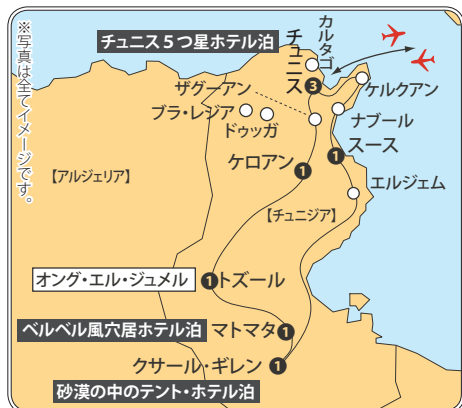 ※写真は全てイメージです。
チュニス5つ星ホテル泊
チュニス
カルタゴ
3
ザグーアン
ケルクアン
ブラ・レジア
ドゥッガ
ナブール
スース
1
ケロアン
1
エルジェム
【アルジェリア】
【チュニジア】
オング・エル・ジュメル
1
トズール
ベルベル風穴居ホテル泊
マトマタ
1
クサール・ギレン
1
砂漠の中のテント・ホテル泊